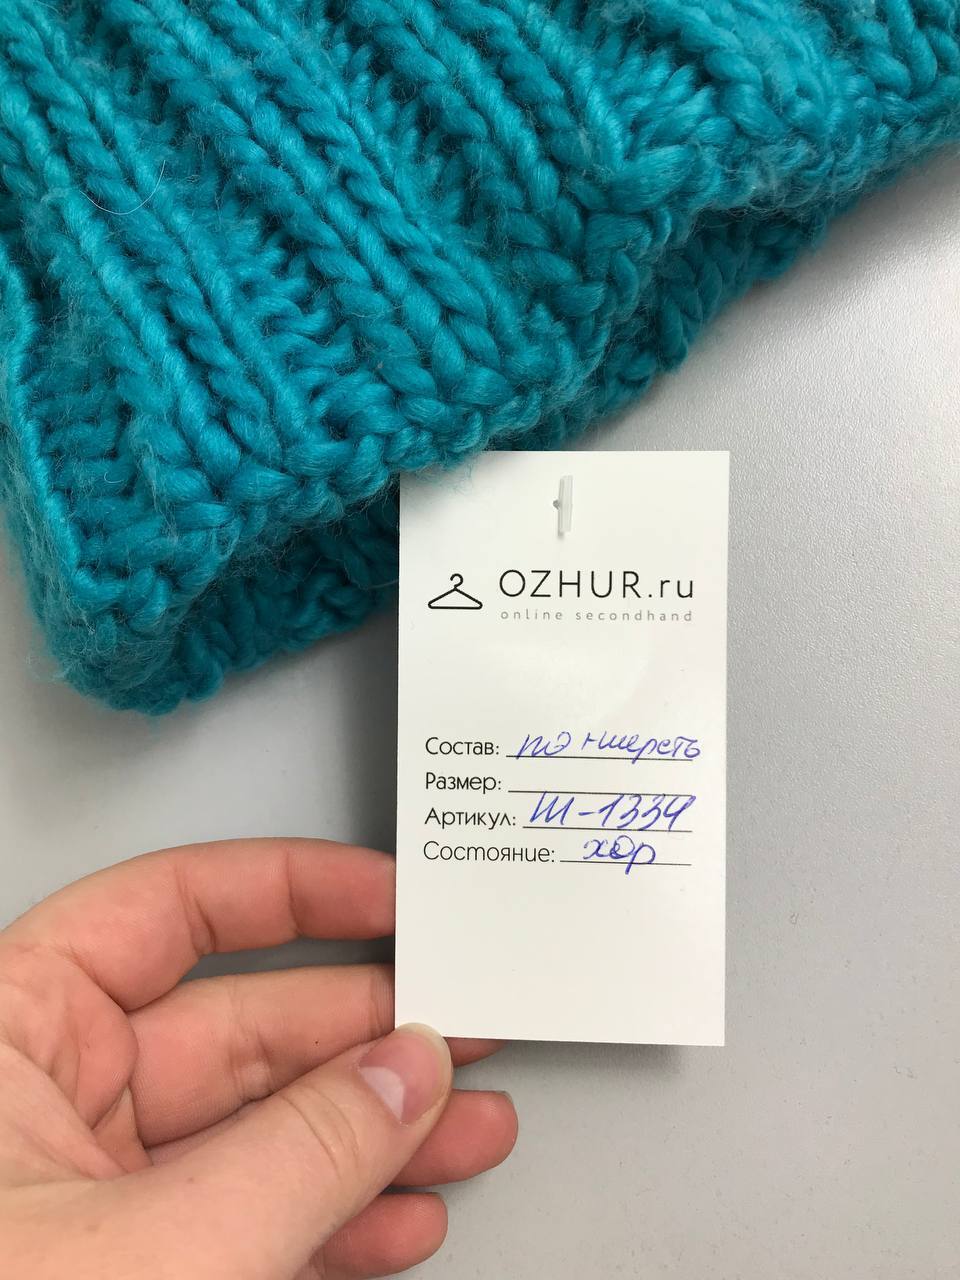 OZHUR.ru
online secondhand
Состав: пэ + шерсть
Размер:
Артикул: Ш-1334
Состояние: хор